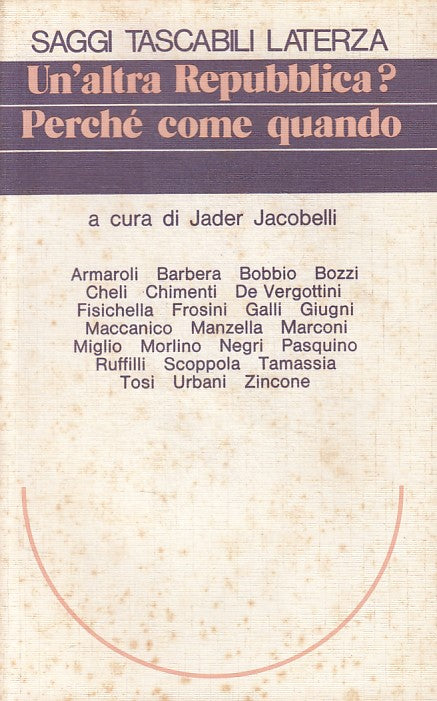 SAGGI TASCABILI LATERZA
Un'altra Repubblica?
Perché come quando
a cura di Jader Jacobelli
Armaroli Barbera Bobbio Bozzi
Cheli Chimenti De Vergottini
Fisichella Frosini Galli Giugni
Maccanico Manzella Marconi
Miglio Morlino Negri Pasquino
Ruffilli Scoppola Tamassia
Tosi Urbani Zincone